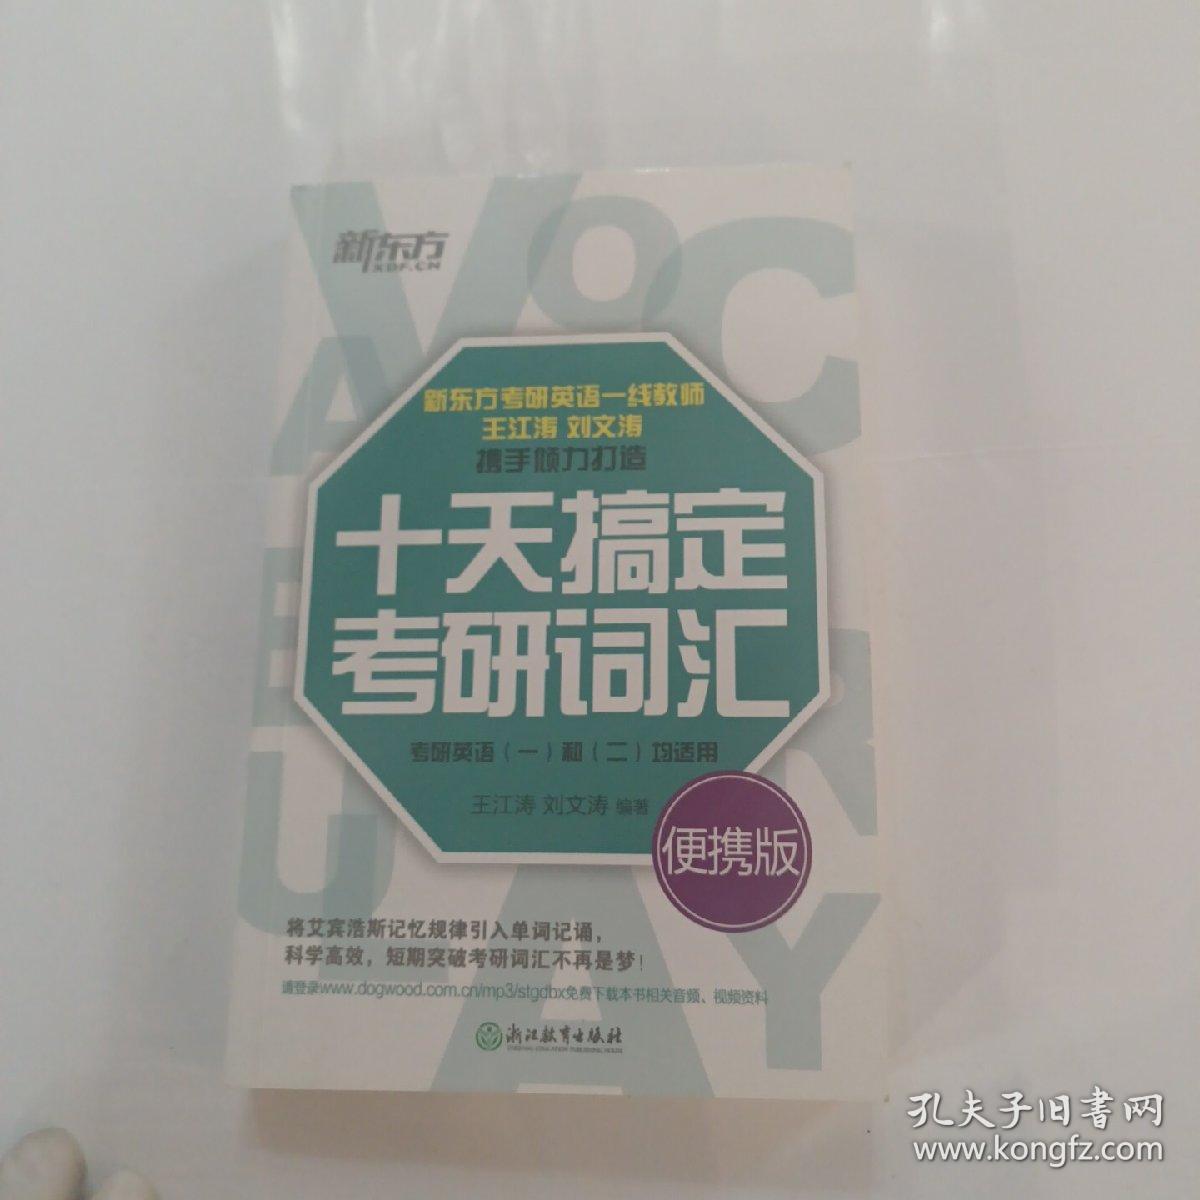 VOCABULARY
新东方
XDF.CN
新东方考研英语一线教师
王江涛 刘文涛
携手倾力打造
十天搞定
考研词汇
考研英语（一）和（二）均适用
王江涛 刘文涛 编著
便携版
将艾宾浩斯记忆规律引入单词记诵，
科学高效，短期突破考研词汇不再是梦！
请登录www.dogwood.com.cn/mp3/stgdbx免费下载本书相关音频、视频资料
浙江教育出版社
ZHEJIANG EDUCATION PUBLISHING HOUSE
孔夫子旧书网
www.kongfz.com